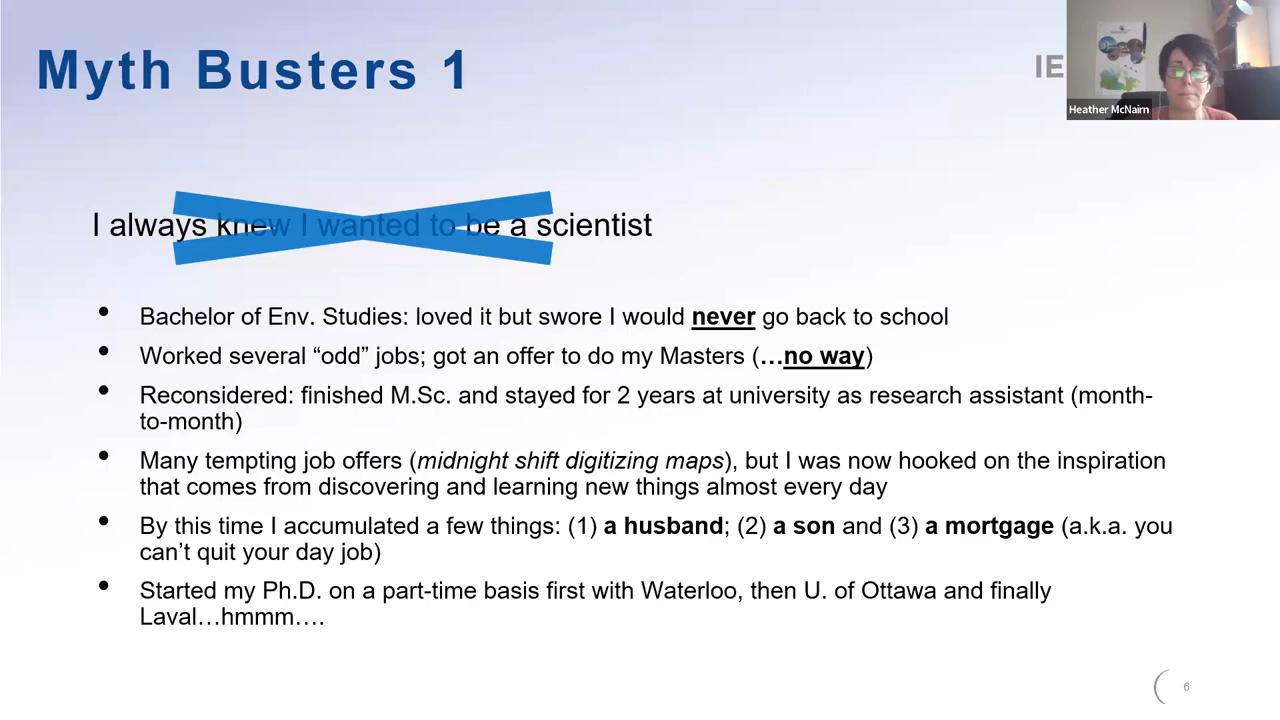 Myth Busters 1
IE
Heather McNairn
I always knew I wanted to be a scientist
• Bachelor of Env. Studies: loved it but swore I would never go back to school
• Worked several “odd” jobs; got an offer to do my Masters (…no way)
• Reconsidered: finished M.Sc. and stayed for 2 years at university as research assistant (month-
to-month)
• Many tempting job offers (midnight shift digitizing maps), but I was now hooked on the inspiration
that comes from discovering and learning new things almost every day
• By this time I accumulated a few things: (1) a husband; (2) a son and (3) a mortgage (a.k.a. you
can’t quit your day job)
• Started my Ph.D. on a part-time basis first with Waterloo, then U. of Ottawa and finally
Laval…hmmm….
6